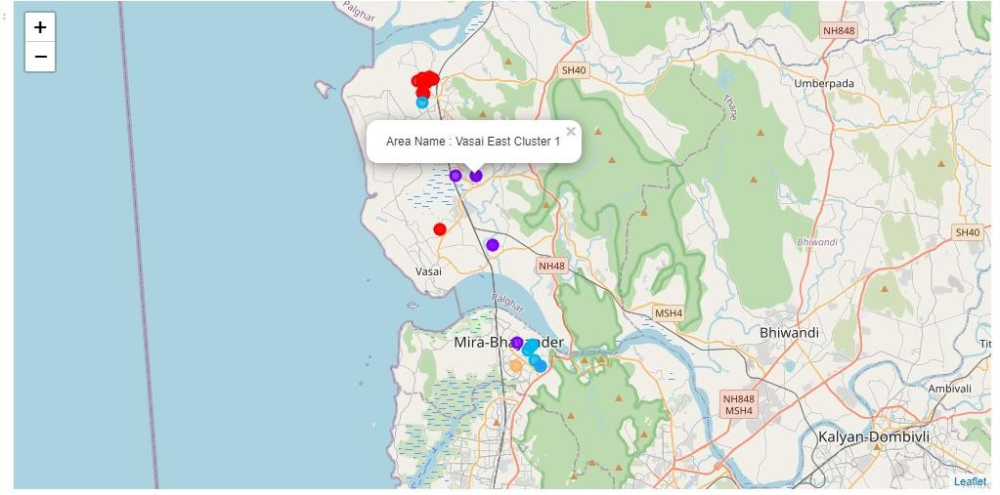 +
−
Palghar
NH848
SH40
Umberpada
Thane
Area Name : Vasai East Cluster 1
×
SH40
Bhiwandi
NH48
Vasai
Palghar
MSH4
Mira-Bhayander
Bhiwandi
Tit
Ambivali
NH848
MSH4
Kalyan-Dombivli
Leaflet